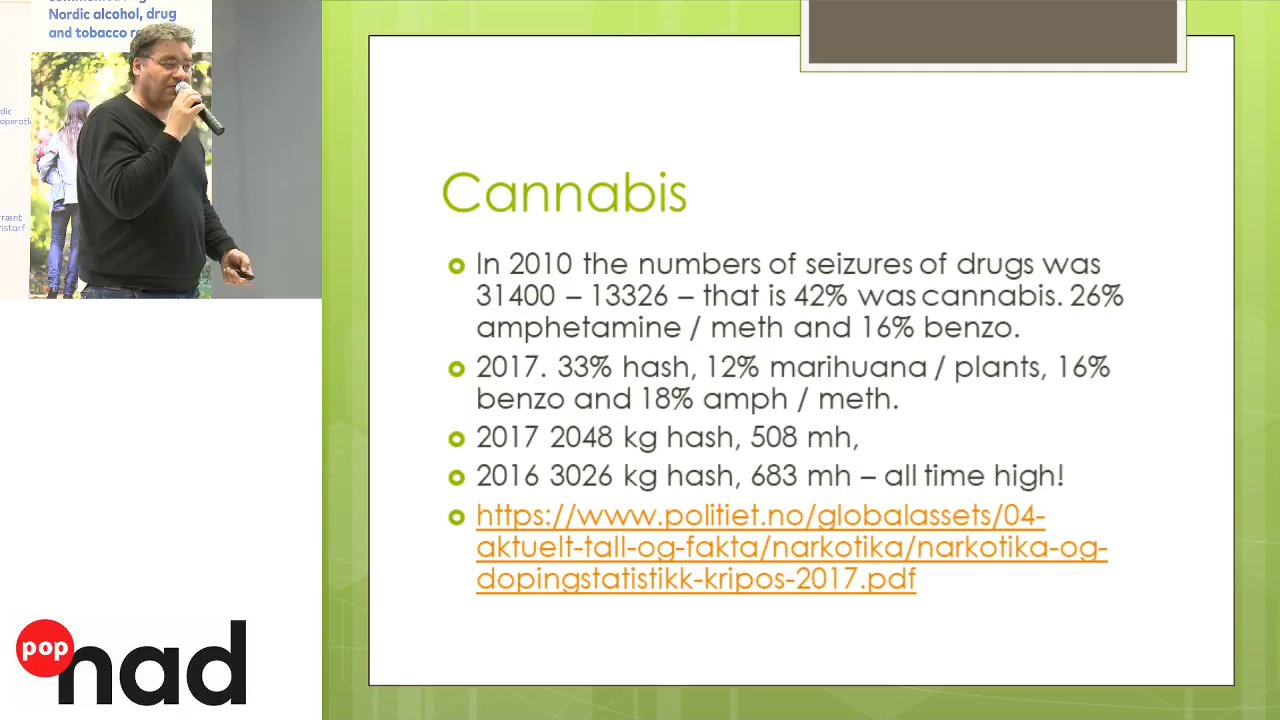 Nordic alcohol, drug
and tobacco
dic
Cannabis
In 2010 the numbers of seizures of drugs was
31400 – 13326 – that is 42% was cannabis. 26%
amphetamine / meth and 16% benzo.
2017. 33% hash, 12% marihuana / plants, 16%
benzo and 18% amph / meth.
2017 2048 kg hash, 508 mh,
2016 3026 kg hash, 683 mh – all time high!
https://www.politiet.no/globalassets/04-
aktuelt-tall-og-fakta/narkotika/narkotika-og-
dopingstatistikk-kripos-2017.pdf
pop
nad